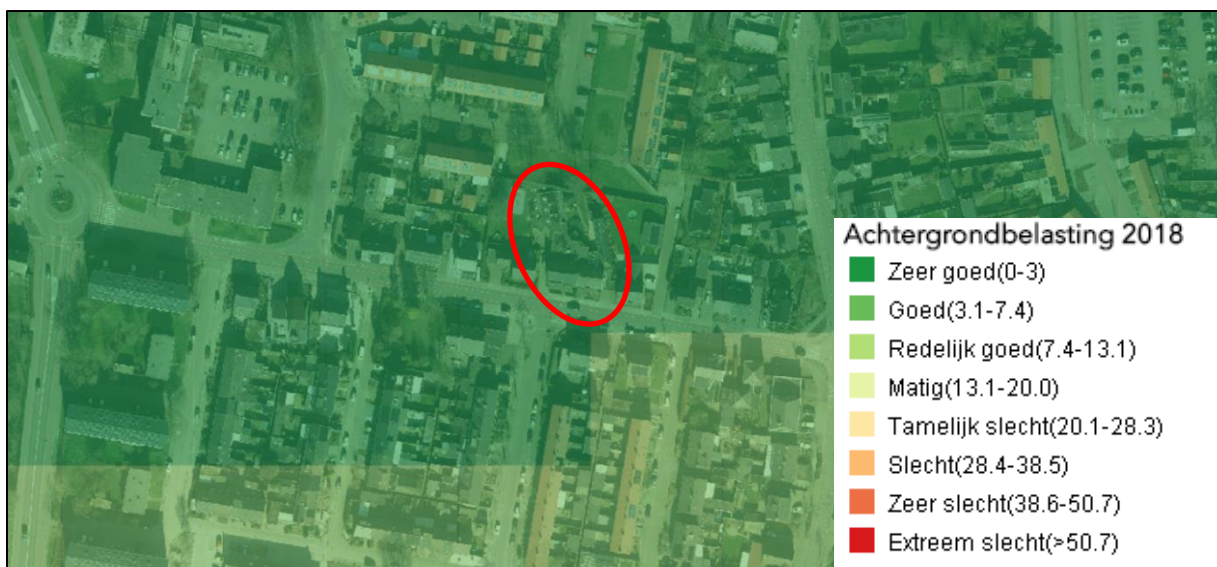 Achtergrondbelasting 2018
Zeer goed(0-3)
Goed(3.1-7.4)
Redelijk goed(7.4-13.1)
Matig(13.1-20.0)
Tamelijk slecht(20.1-28.3)
Slecht(28.4-38.5)
Zeer slecht(38.6-50.7)
Extreem slecht(>50.7)